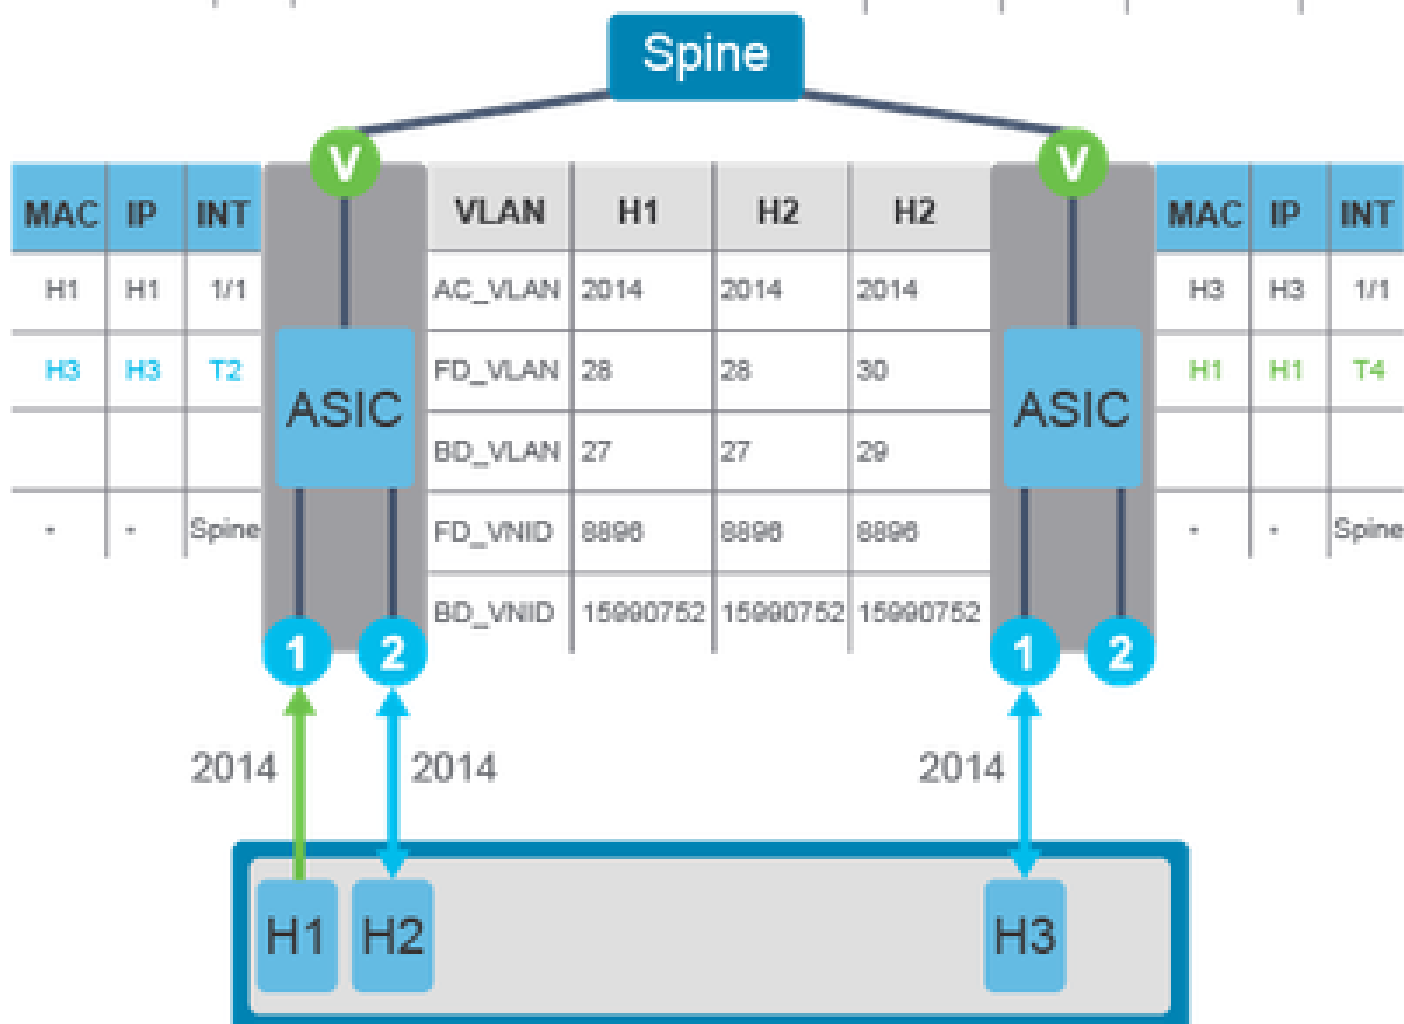 Spine
V V
MAC IP INT VLAN H1 H2 H2 MAC IP INT
H1 H1 1/1 AC_VLAN 2014 2014 2014 H3 H3 1/1
H3 H3 T2 FD_VLAN 28 28 30 H1 H1 T4
ASIC ASIC
BD_VLAN 27 27 29
- - Spine FD_VNID 8896 8896 8896 - - Spine
BD_VNID 15990752 15990752 15990752
1 2 1 2
2014 2014 2014
H1 H2 H3